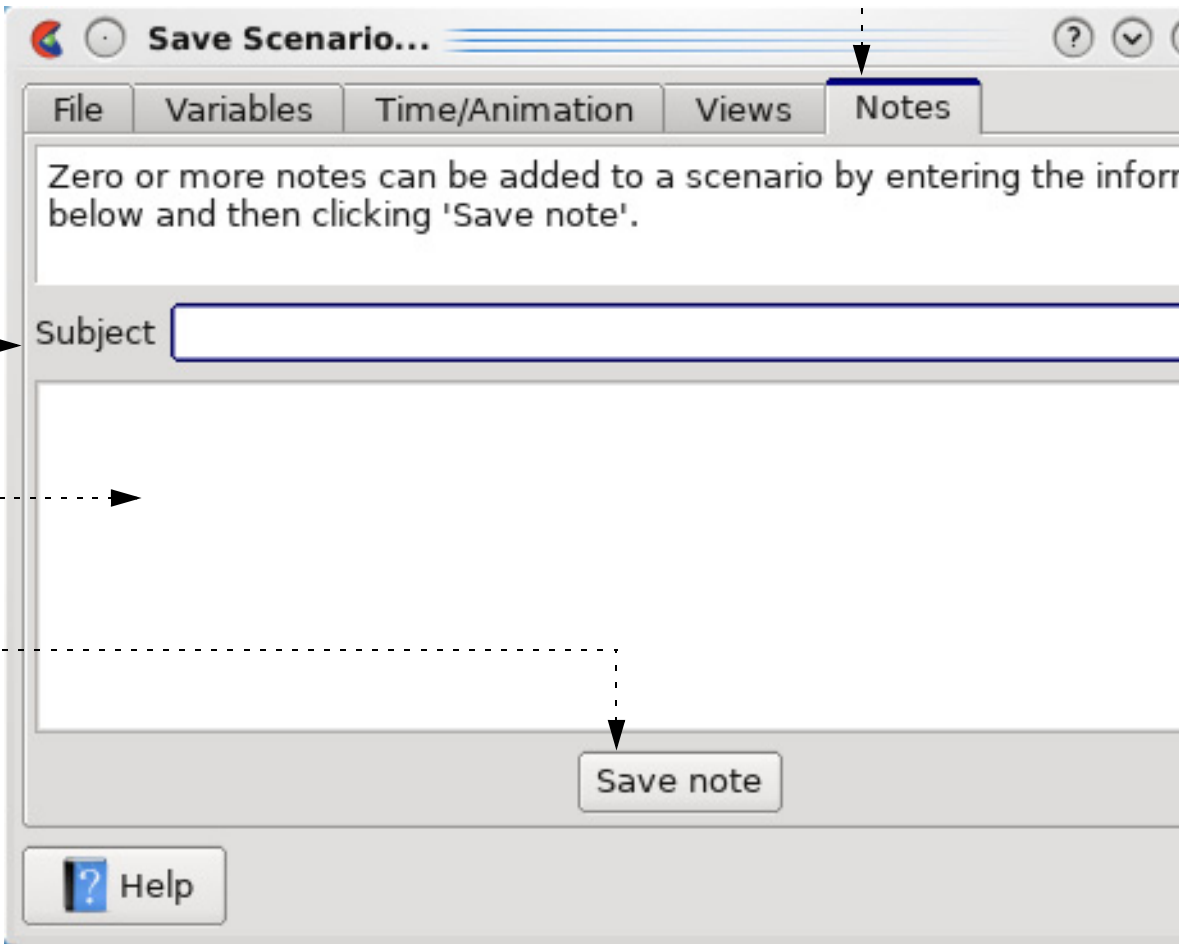 Save Scenario...
File Variables Time/Animation Views Notes
Zero or more notes can be added to a scenario by entering the
below and then clicking 'Save note'.
Subject
Save note
Help